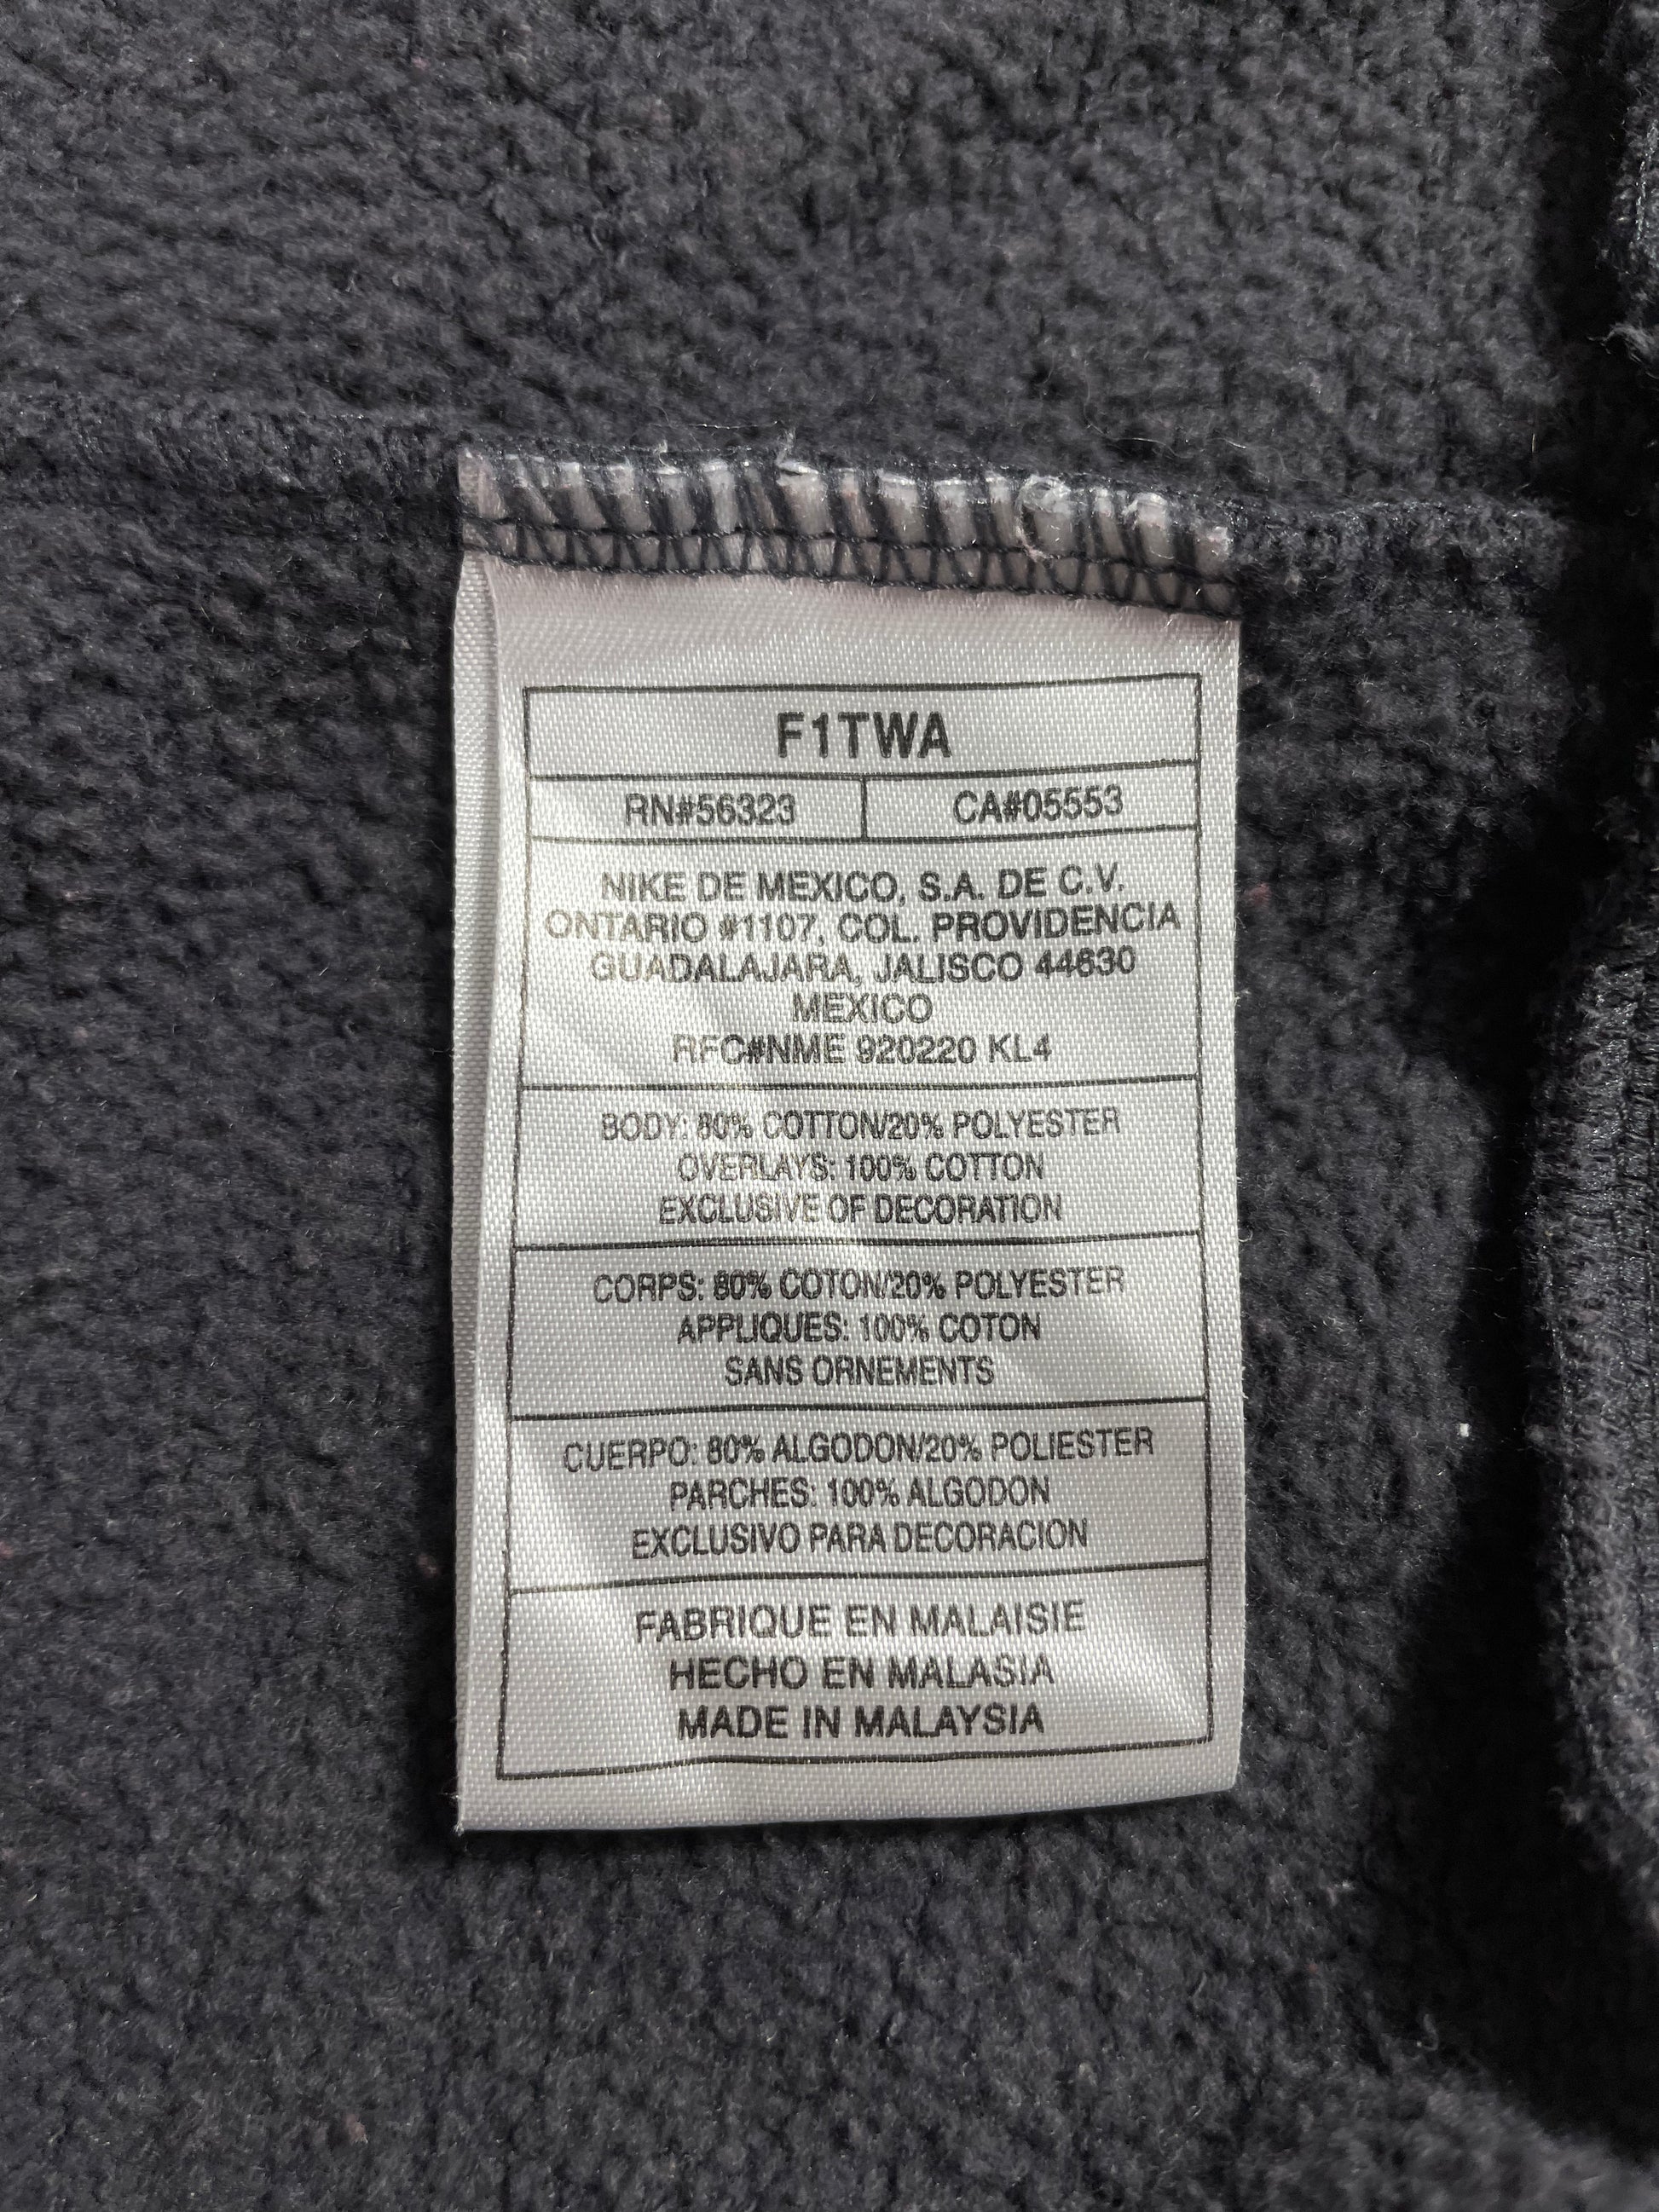 F1TWA
RN#56323 CA#05553
NIKE DE MEXICO, S.A. DE C.V.
ONTARIO #1107, COL. PROVIDENCIA
GUADALAJARA, JALISCO 44630
MEXICO
RFC#NME 920220 KL4
BODY: 80% COTTON/20% POLYESTER
OVERLAYS: 100% COTTON
EXCLUSIVE OF DECORATION
CORPS: 80% COTON/20% POLYESTER
APPLIQUES: 100% COTON
SANS ORNEMENTS
CUERPO: 80% ALGODON/20% POLIESTER
PARCHES: 100% ALGODON
EXCLUSIVO PARA DECORACION
FABRIQUE EN MALAISIE
HECHO EN MALASIA
MADE IN MALAYSIA